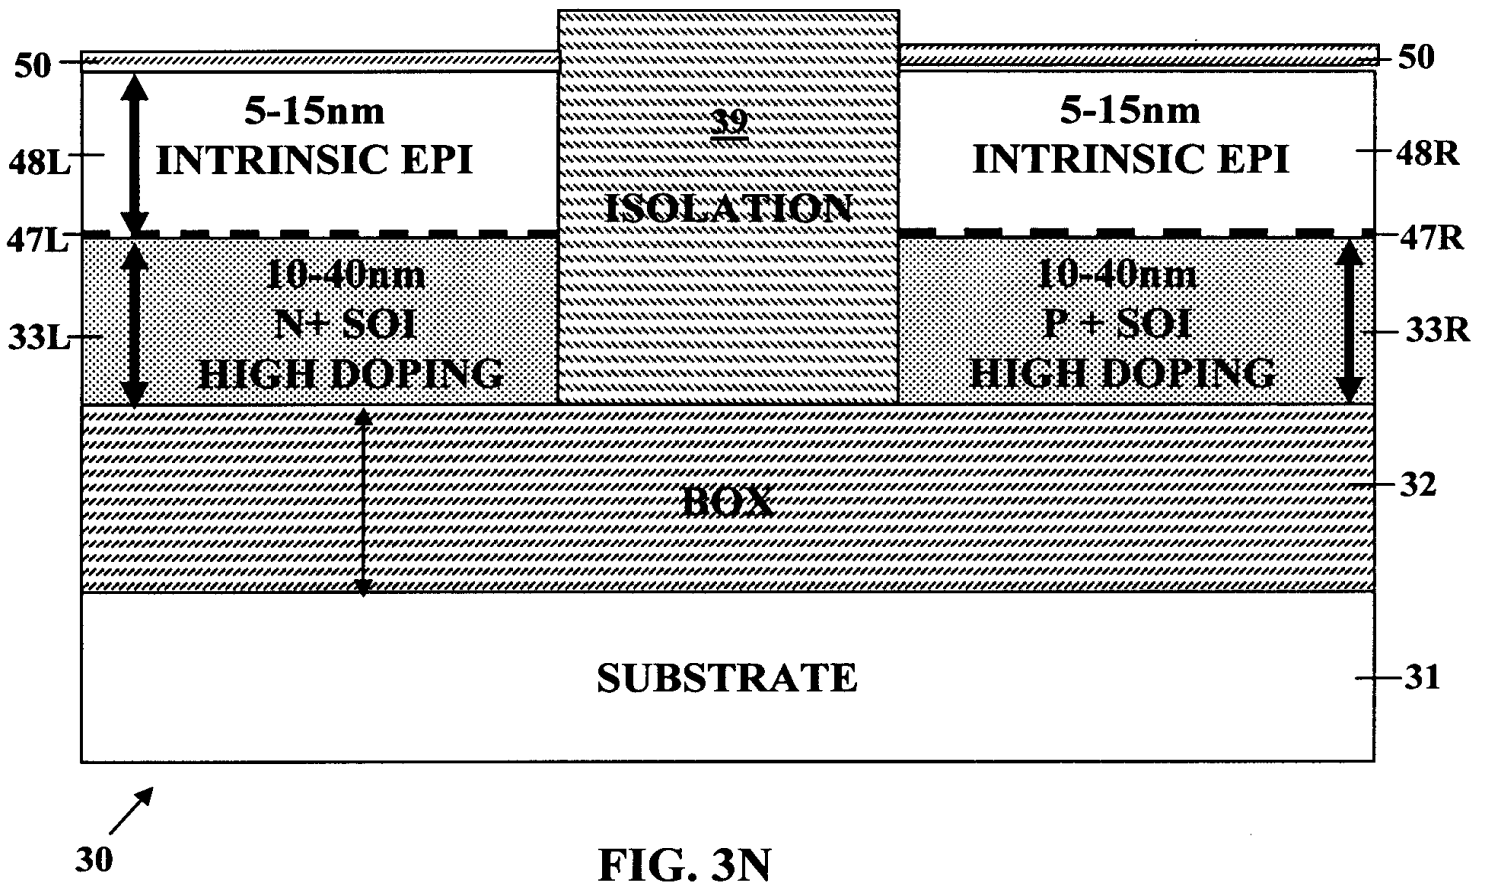 50
50
5-15nm
39
5-15nm
48L
INTRINSIC EPI
INTRINSIC EPI
48R
ISOLATION
47L
47R
10-40nm
10-40nm
33L
N+ SOI
P + SOI
33R
HIGH DOPING
HIGH DOPING
BOX
32
SUBSTRATE
31
30
FIG. 3N